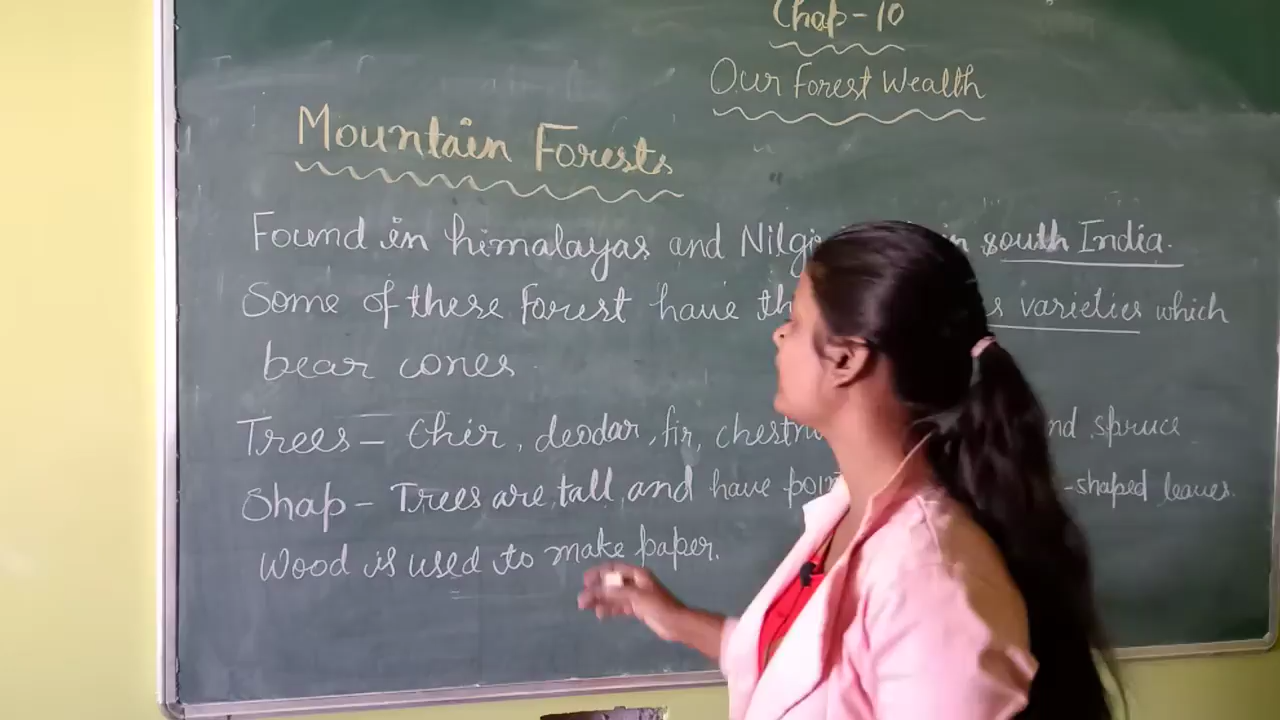 Chap-10
Our Forest Wealth
Mountain Forests
Found in himalayas and Nilgi in south India.
Some of these forest have th s varieties which
bear cones.
Trees - Chir, deodar, fir, chestn nd spruce
Shap - Trees are tall, and have poin -shaped leaves.
Wood is used to make paper.